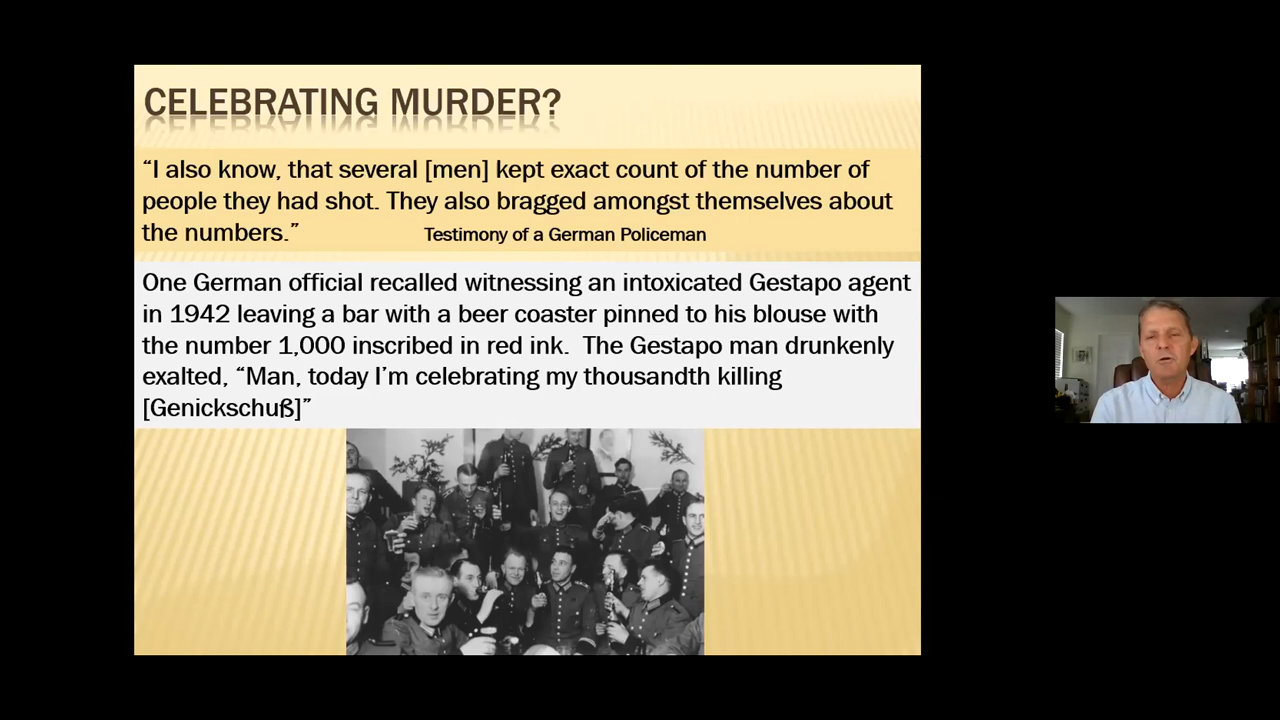 CELEBRATING MURDER?
“I also know, that several [men] kept exact count of the number of
people they had shot. They also bragged amongst themselves about
the numbers.” Testimony of a German Policeman
One German official recalled witnessing an intoxicated Gestapo agent
in 1942 leaving a bar with a beer coaster pinned to his blouse with
the number 1,000 inscribed in red ink.  The Gestapo man drunkenly
exalted, “Man, today I’m celebrating my thousandth killing
[Genickschuß]”